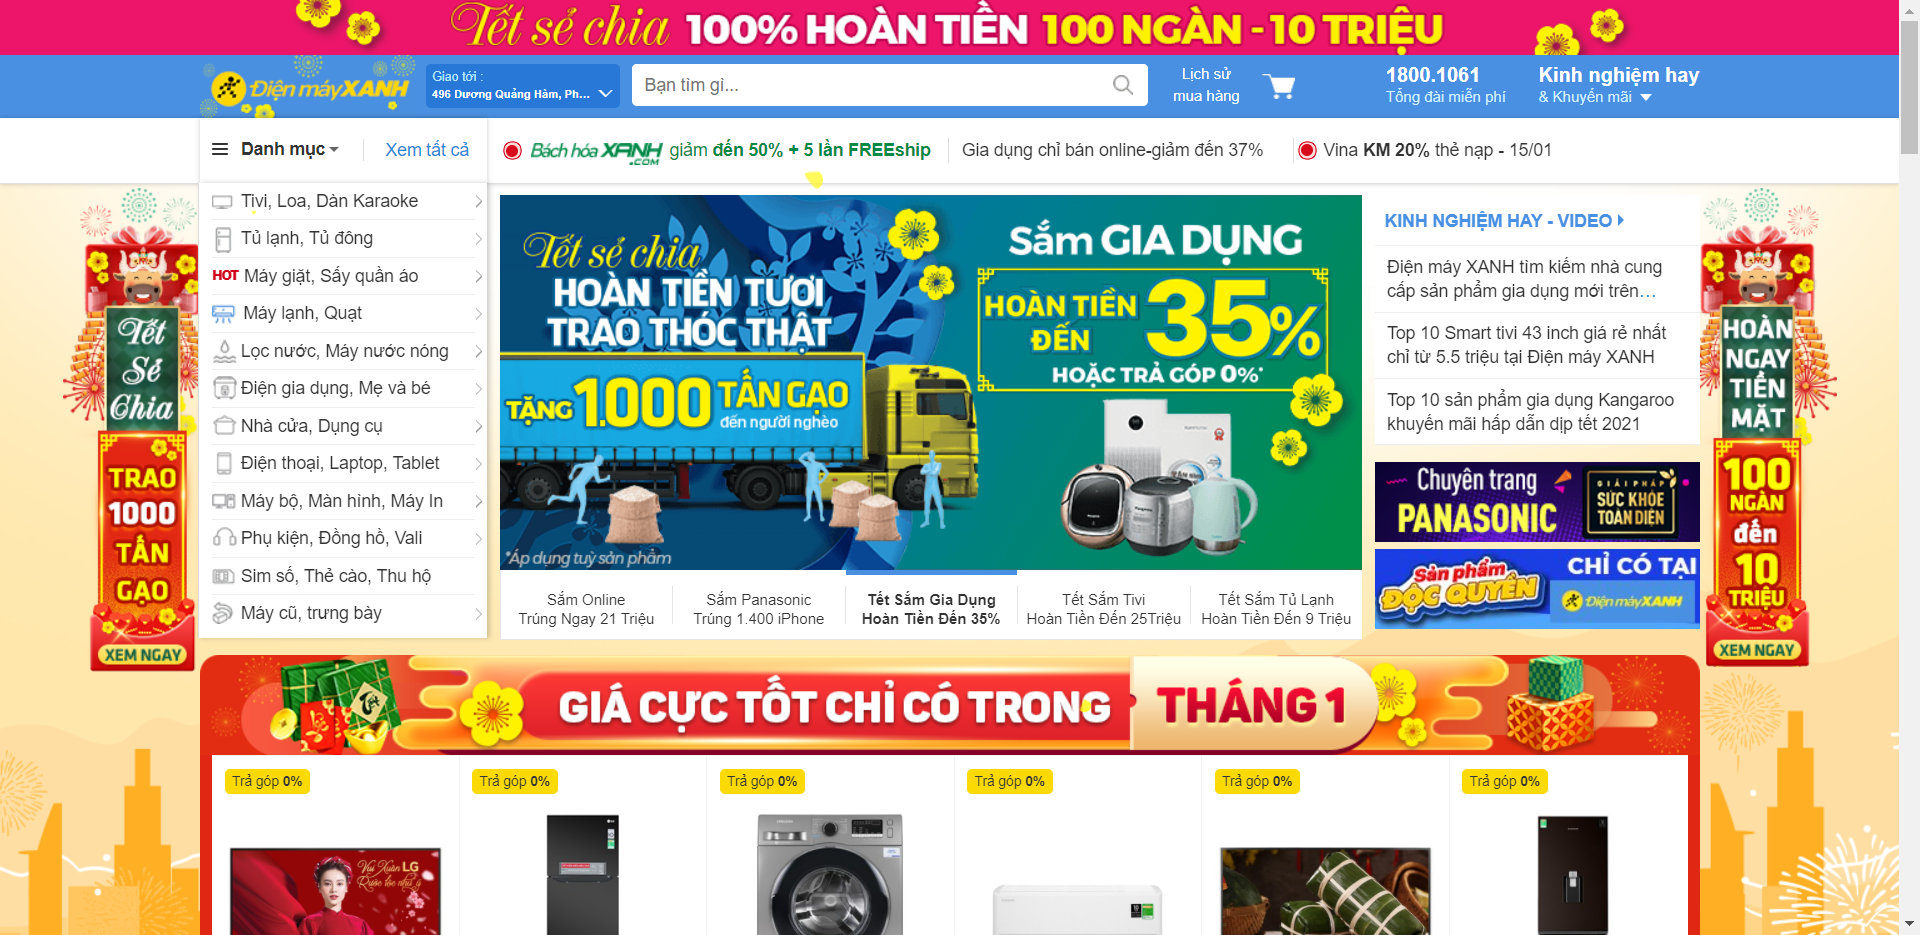 Tết sẻ chia 100% HOÀN TIỀN 100 NGÀN - 10 TRIỆU
Điện máy XANH
Giao tới :
496 Dương Quảng Hàm, Ph...
Bạn tìm gì...
Lịch sử
mua hàng
1800.1061
Tổng đài miễn phí
Kinh nghiệm hay
& Khuyến mãi
Danh mục
Xem tất cả
Bách hóa XANH.COM giảm đến 50% + 5 lần FREEship
Gia dụng chỉ bán online-giảm đến 37%
Vina KM 20% thẻ nạp - 15/01
Tivi, Loa, Dàn Karaoke
Tủ lạnh, Tủ đông
HOT Máy giặt, Sấy quần áo
Máy lạnh, Quạt
Lọc nước, Máy nước nóng
Điện gia dụng, Mẹ và bé
Nhà cửa, Dụng cụ
Điện thoại, Laptop, Tablet
Máy bộ, Màn hình, Máy In
Phụ kiện, Đồng hồ, Vali
Sim số, Thẻ cào, Thu hộ
Máy cũ, trưng bày
Tết
Sẻ
Chia
TRAO
1000
TẤN
GẠO
XEM NGAY
Tết sẻ chia
HOÀN TIỀN TƯƠI
TRAO THÓC THẬT
TẶNG 1.000 TẤN GẠO
đến người nghèo
*Áp dụng tuỳ sản phẩm
Sắm GIA DỤNG
HOÀN TIỀN
ĐẾN
35%
HOẶC TRẢ GÓP 0%*
Sắm Online
Trúng Ngay 21 Triệu
Sắm Panasonic
Trúng 1.400 iPhone
Tết Sắm Gia Dụng
Hoàn Tiền Đến 35%
Tết Sắm Tivi
Hoàn Tiền Đến 25Triệu
Tết Sắm Tủ Lạnh
Hoàn Tiền Đến 9 Triệu
KINH NGHIỆM HAY - VIDEO
Điện máy XANH tìm kiếm nhà cung
cấp sản phẩm gia dụng mới trên...
Top 10 Smart tivi 43 inch giá rẻ nhất
chỉ từ 5.5 triệu tại Điện máy XANH
Top 10 sản phẩm gia dụng Kangaroo
khuyến mãi hấp dẫn dịp tết 2021
Chuyên trang
PANASONIC
GIẢI PHÁP
SỨC KHỎE
TOÀN DIỆN
Sản phẩm
ĐỘC QUYỀN
CHỈ CÓ TẠI
Điện máy XANH
HOÀN
NGAY
TIỀN
MẶT
100
NGÀN
đến
10
TRIỆU
XEM NGAY
GIÁ CỰC TỐT CHỈ CÓ TRONG THÁNG 1
Trả góp 0%
Trả góp 0%
Trả góp 0%
Trả góp 0%
Trả góp 0%
Trả góp 0%
Vui Xuân LG
Rước lộc như ý